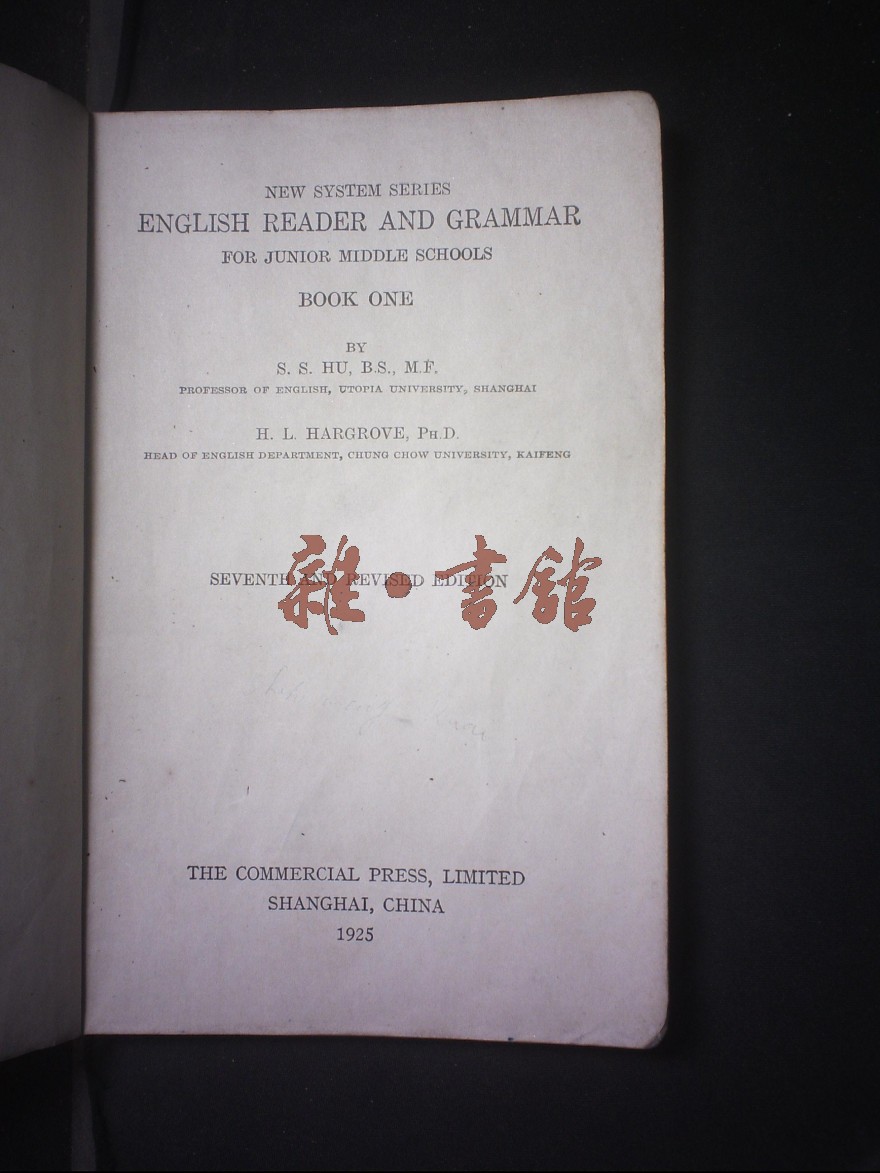 NEW SYSTEM SERIES
ENGLISH READER AND GRAMMAR
FOR JUNIOR MIDDLE SCHOOLS
BOOK ONE
BY
S. S. HU, B.S., M.F.
PROFESSOR OF ENGLISH, UTOPIA UNIVERSITY, SHANGHAI
H. L. HARGROVE, PH.D.
HEAD OF ENGLISH DEPARTMENT, CHUNG CHOW UNIVERSITY, KAIFENG
SEVENTH AND REVISED EDITION
雜·書館
THE COMMERCIAL PRESS, LIMITED
SHANGHAI, CHINA
1925